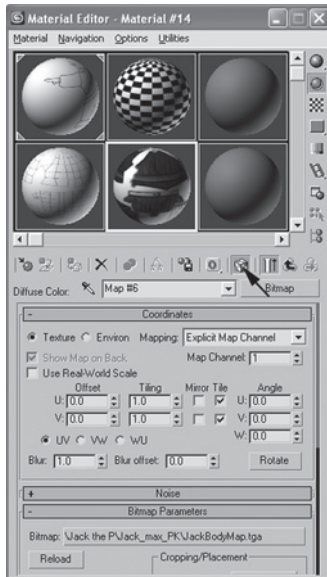 Material Editor - Material #14
Material Navigation Options Utilities
Diffuse Color: Map #6 Bitmap
- Coordinates
Texture Environ Mapping: Explicit Map Channel
Show Map on Back Map Channel: 1
Use Real-World Scale
Offset Tiling Mirror Tile Angle
U: 0.0 1.0 U: 0.0
V: 0.0 1.0 V: 0.0
UV VW WU W: 0.0
Blur: 1.0 Blur offset: 0.0 Rotate
+ Noise
- Bitmap Parameters
Bitmap: \Jack the P\Jack_max_PK\JackBodyMap.tga
Reload Cropping/Placement